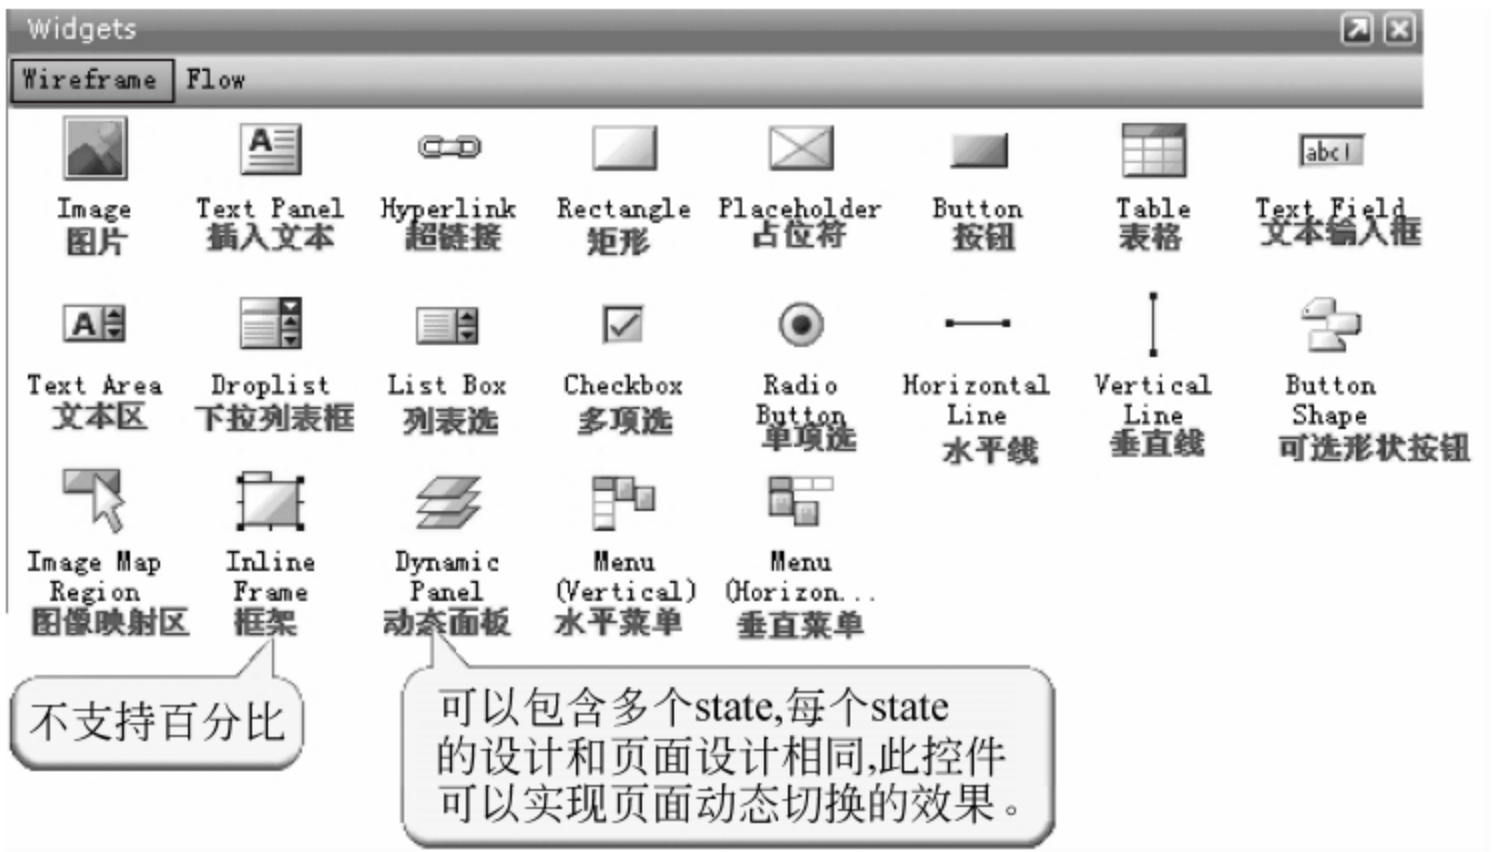 Widgets
Wireframe Flow
Image Text Panel Hyperlink Rectangle Placeholder Button Table Text Field
图片 插入文本 超链接 矩形 占位符 按钮 表格 文本输入框
abc
Text Area Droplist List Box Checkbox Radio Button Horizontal Line Vertical Line Button Shape
文本区 下拉列表框 列表选 多项选 单项选 水平线 垂直线 可选形状按钮
Image Map Region Inline Frame Dynamic Panel Menu (Vertical) Menu (Horizon...
图像映射区 框架 动态面板 水平菜单 垂直菜单
不支持百分比
可以包含多个state,每个state
的设计和页面设计相同,此控件
可以实现页面动态切换的效果。